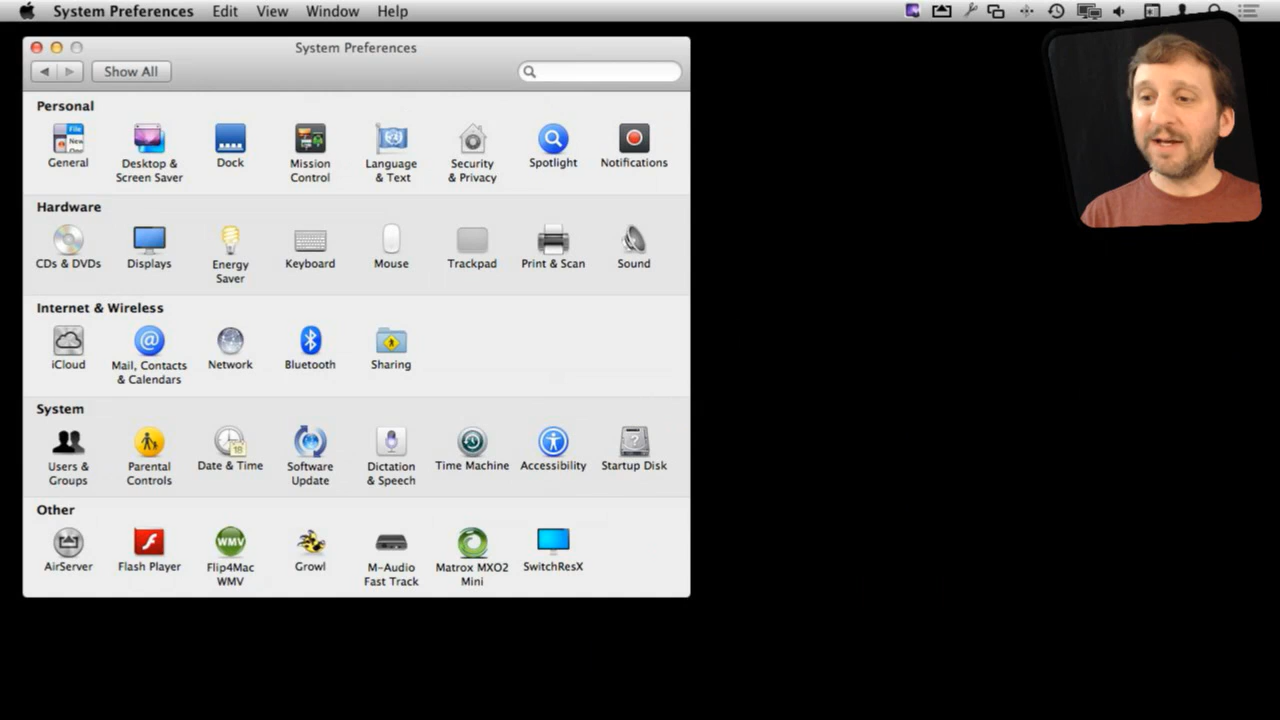 System Preferences Edit View Window Help
System Preferences
Show All
Personal
General Desktop & Screen Saver Dock Mission Control Language & Text Security & Privacy Spotlight Notifications
Hardware
CDs & DVDs Displays Energy Saver Keyboard Mouse Trackpad Print & Scan Sound
Internet & Wireless
iCloud Mail, Contacts & Calendars Network Bluetooth Sharing
System
Users & Groups Parental Controls Date & Time Software Update Dictation & Speech Time Machine Accessibility Startup Disk
Other
AirServer Flash Player Flip4Mac WMV Growl M-Audio Fast Track Matrox MXO2 Mini SwitchResX